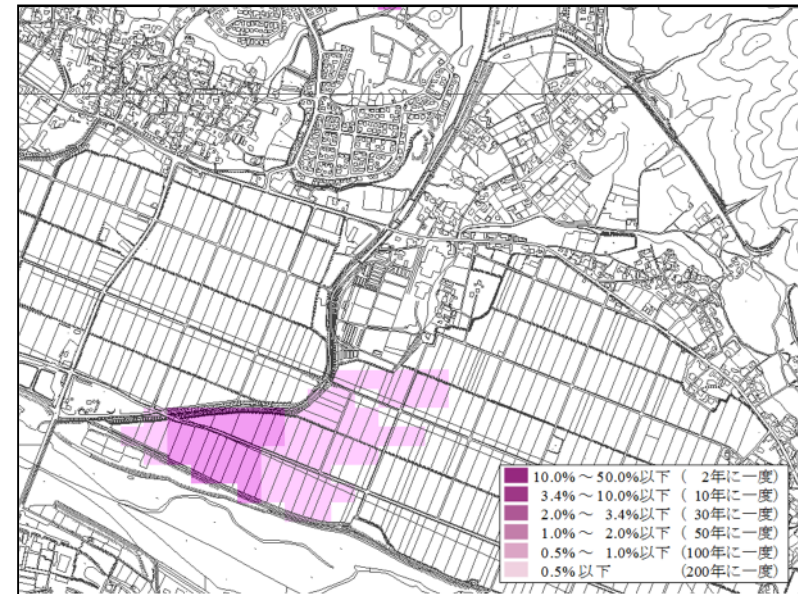 10.0%～50.0%以下 ( 2年に一度)
3.4%～10.0%以下 ( 10年に一度)
2.0%～ 3.4%以下 ( 30年に一度)
1.0%～ 2.0%以下 ( 50年に一度)
0.5%～ 1.0%以下 (100年に一度)
0.5%以下 (200年に一度)